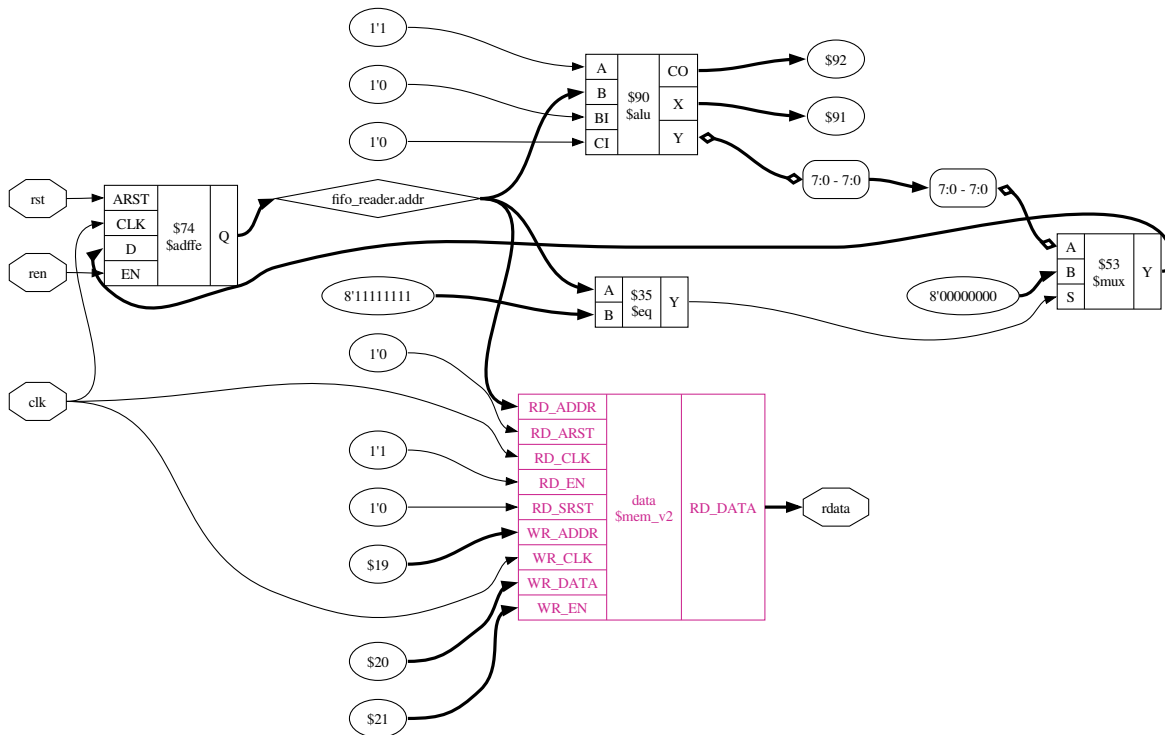 1'1
1'0
1'0
A
B
BI
CI
$90
$alu
CO
X
Y
$92
$91
7:0 - 7:0
7:0 - 7:0
rst
ren
clk
ARST
CLK
D
EN
$74
$adffe
Q
fifo_reader.addr
8'11111111
A
B
$35
$eq
Y
8'00000000
A
B
S
$53
$mux
Y
1'0
1'1
1'0
$19
$20
$21
RD_ADDR
RD_ARST
RD_CLK
RD_EN
RD_SRST
WR_ADDR
WR_CLK
WR_DATA
WR_EN
data
$mem_v2
RD_DATA
rdata